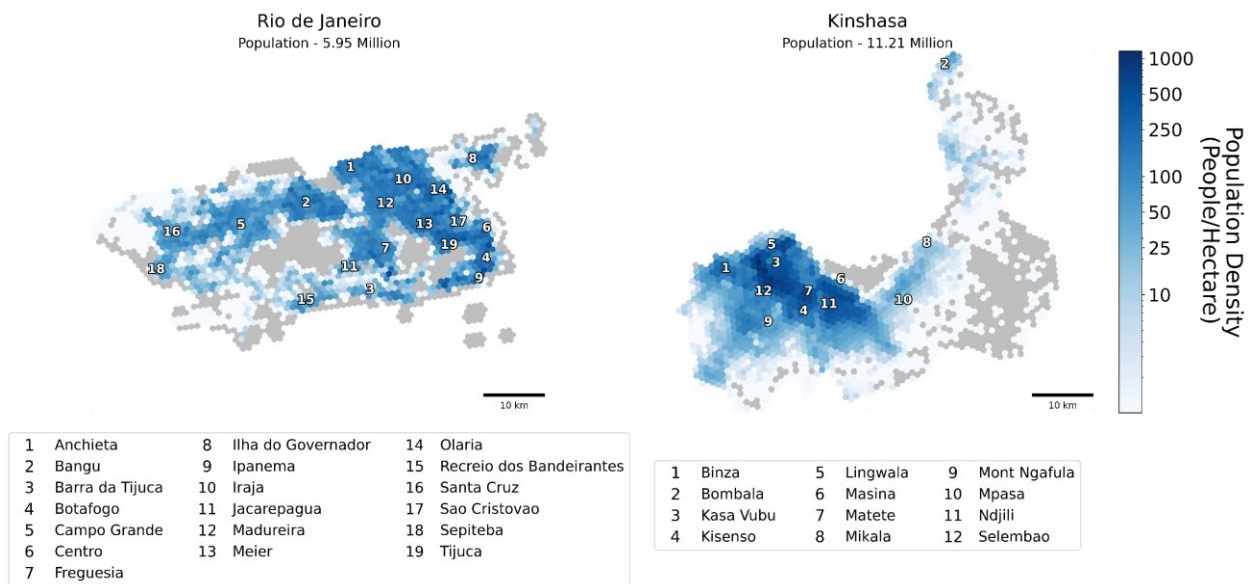 Rio de Janeiro
Population - 5.95 Million
1
8
10
14
2
12
16
5
13
17
6
7
19
4
18
11
9
15
3
10 km
Kinshasa
Population - 11.21 Million
2
5
8
1
3
6
12
7
11
10
4
9
10 km
1000
500
250
100
50
25
10
Population Density
(People/Hectare)
1 Anchieta 8 Ilha do Governador 14 Olaria
2 Bangu 9 Ipanema 15 Recreio dos Bandeirantes
3 Barra da Tijuca 10 Iraja 16 Santa Cruz
4 Botafogo 11 Jacarepagua 17 Sao Cristovao
5 Campo Grande 12 Madureira 18 Sepiteba
6 Centro 13 Meier 19 Tijuca
7 Freguesia
1 Binza 5 Lingwala 9 Mont Ngafula
2 Bombala 6 Masina 10 Mpasa
3 Kasa Vubu 7 Matete 11 Ndjili
4 Kisenso 8 Mikala 12 Selembao